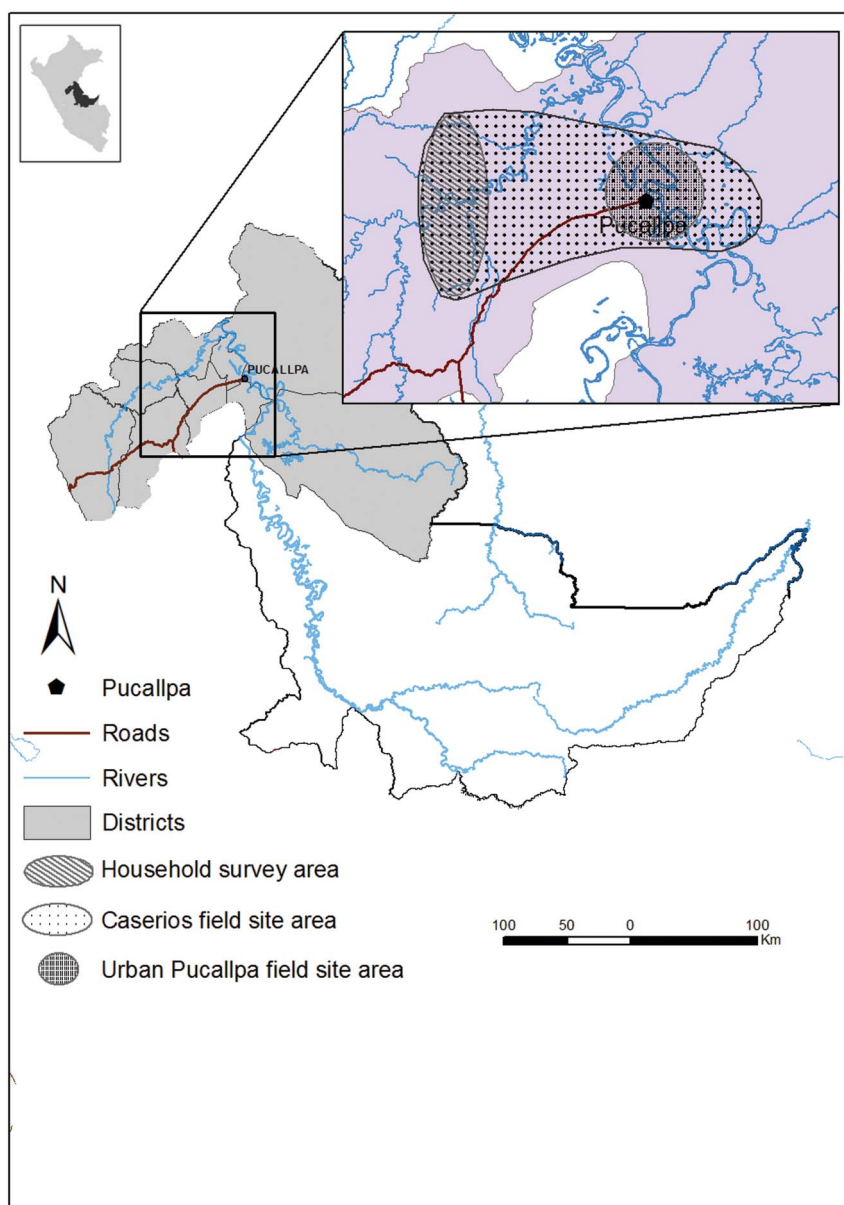 Pucallpa
PUCALLPA
N
Pucallpa
Roads
Rivers
Districts
Household survey area
Caserios field site area
Urban Pucallpa field site area
100 50 0 100
Km